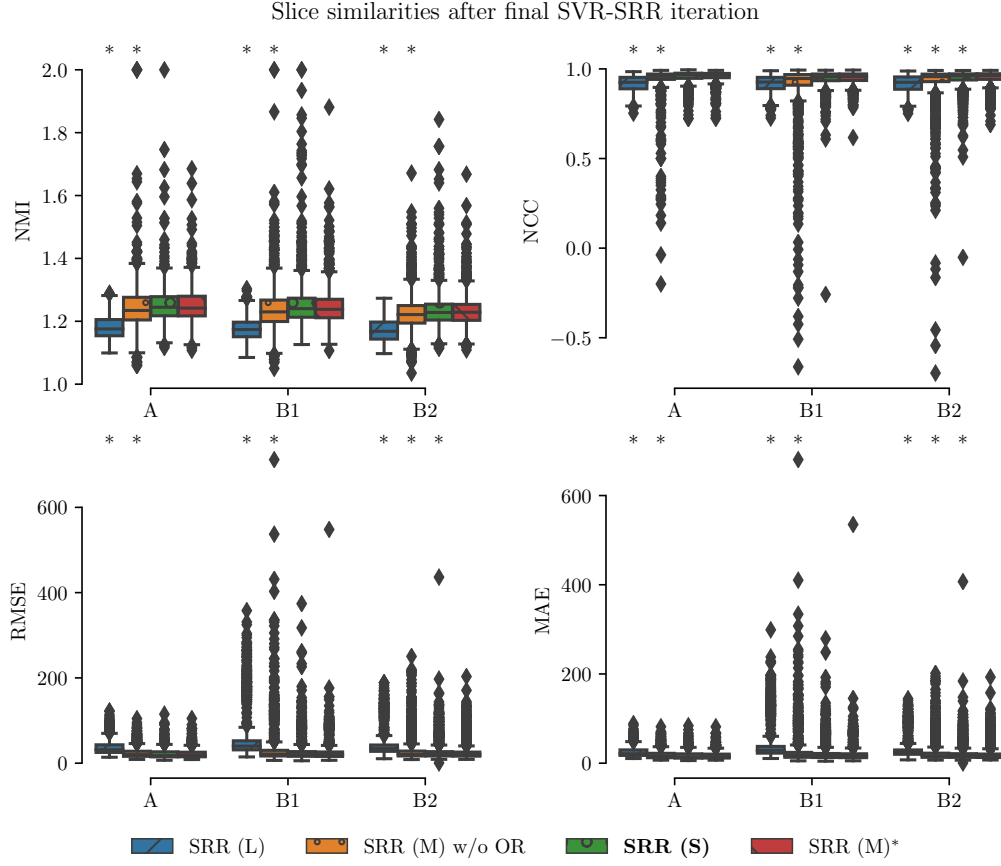 Slice similarities after final SVR-SRR iteration
* * * * * *
NMI
2.0
1.8
1.6
1.4
1.2
1.0
A B1 B2
* * * * * * *
NCC
1.0
0.5
0.0
−0.5
A B1 B2
* * * * * * *
RMSE
600
400
200
0
A B1 B2
* * * * * * *
MAE
600
400
200
0
A B1 B2
SRR (L) SRR (M) w/o OR SRR (S) SRR (M)*